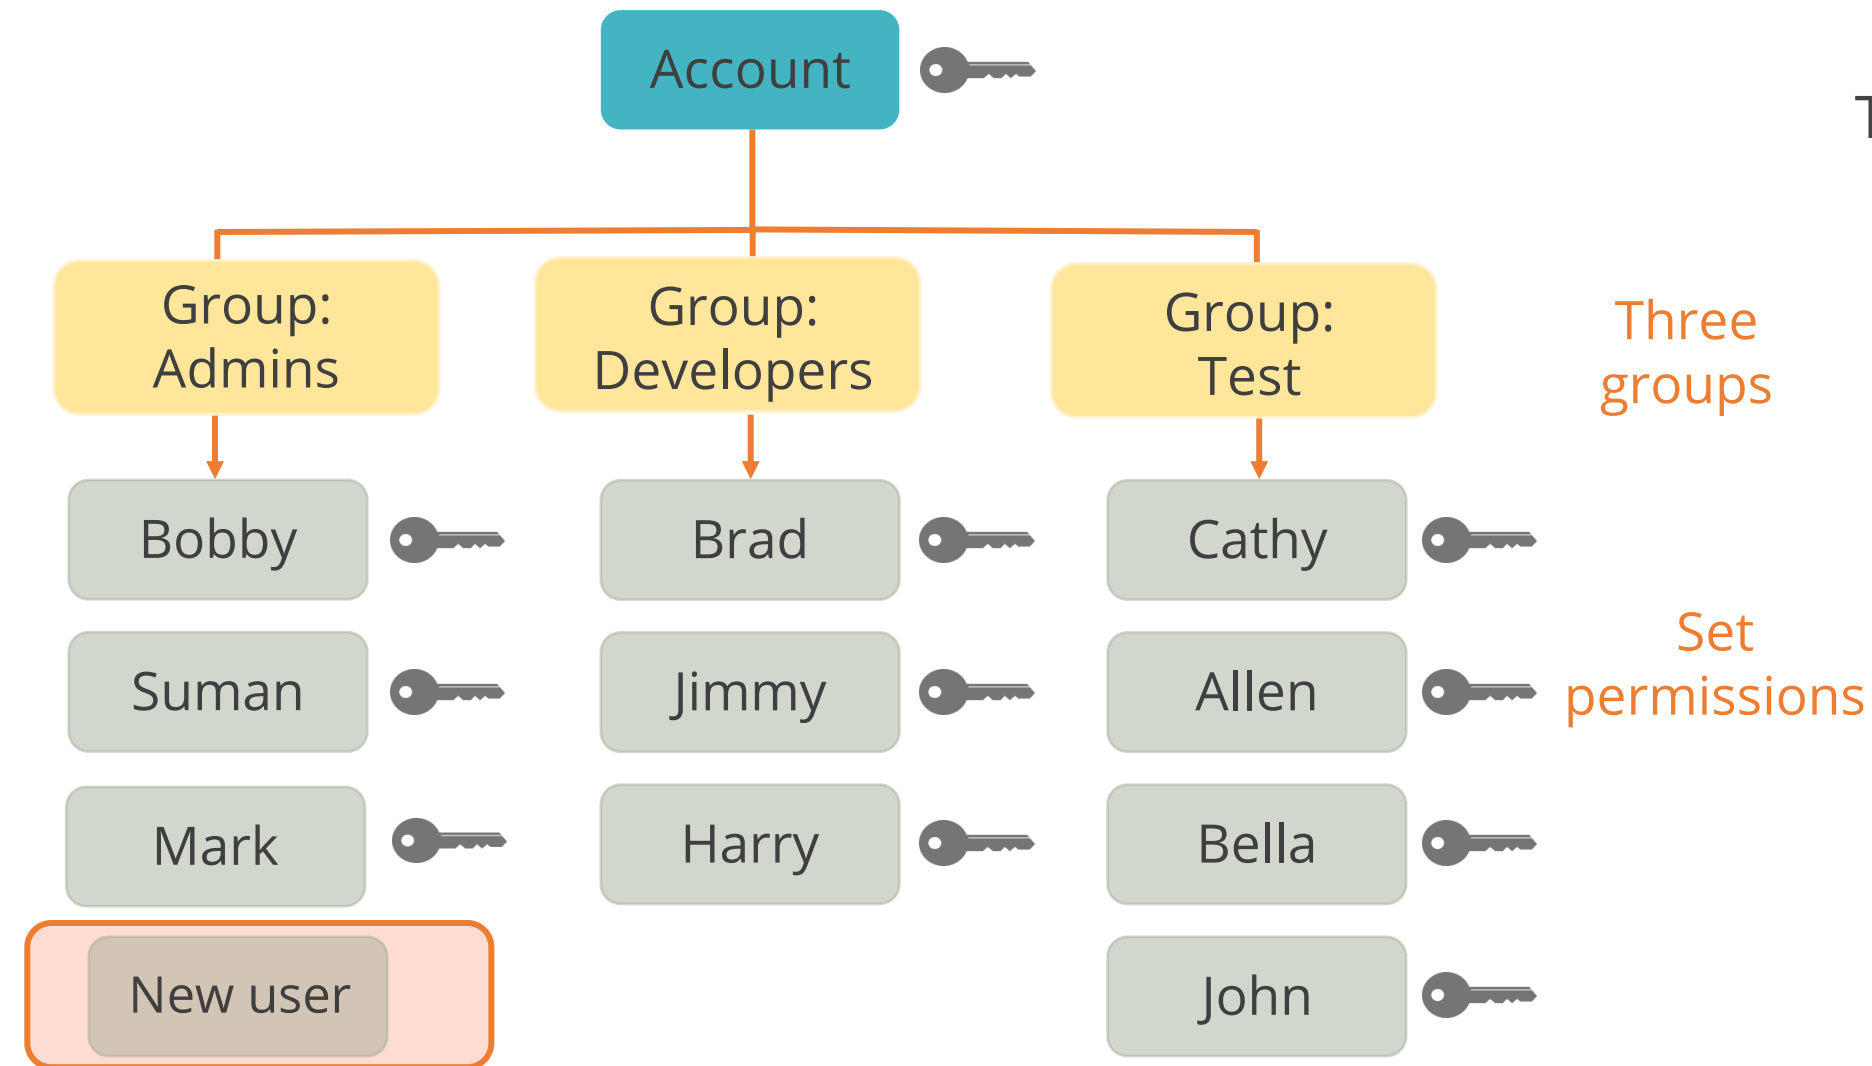 Account
T
Group:
Admins
Group:
Developers
Group:
Test
Three
groups
Bobby
Brad
Cathy
Suman
Jimmy
Allen
Set
permissions
Mark
Harry
Bella
New user
John